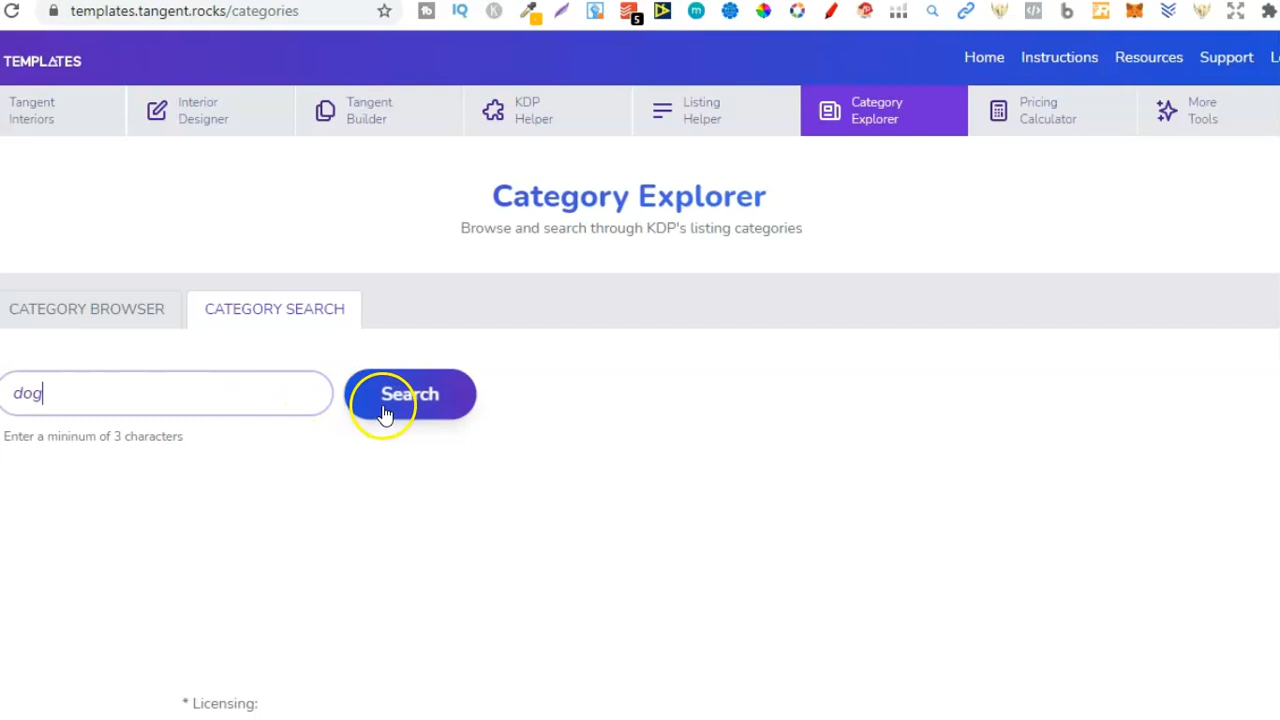 templates.tangent.rocks/categories
IQ
K
5
m
b
TEMPLATES
Home Instructions Resources Support
Tangent Interiors
Interior Designer
Tangent Builder
KDP Helper
Listing Helper
Category Explorer
Pricing Calculator
More Tools
Category Explorer
Browse and search through KDP's listing categories
CATEGORY BROWSER CATEGORY SEARCH
dog Search
Enter a mininum of 3 characters
* Licensing: